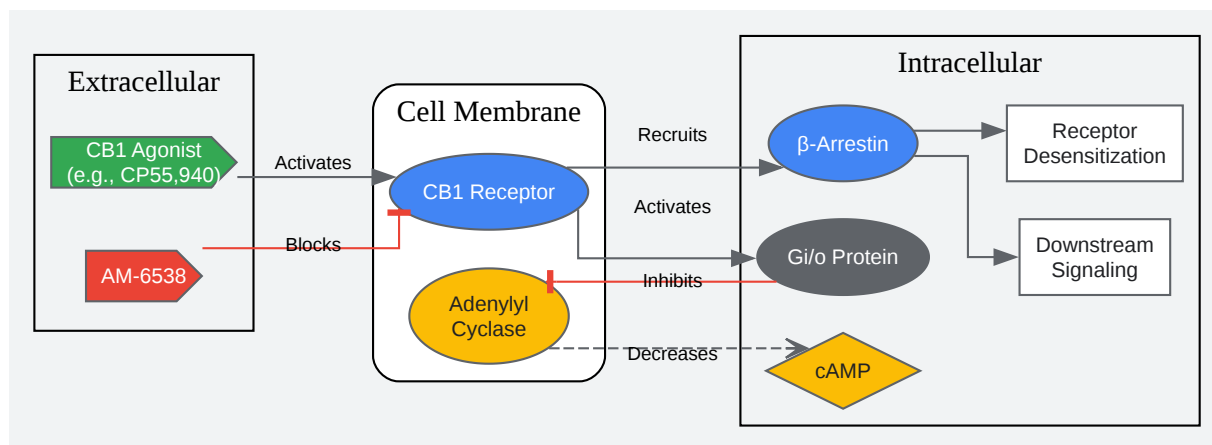 Extracellular
CB1 Agonist
(e.g., CP55,940)
AM-6538
Activates
Blocks
Cell Membrane
CB1 Receptor
Adenylyl
Cyclase
Recruits
Activates
Inhibits
Decreases
Intracellular
β-Arrestin
Gi/o Protein
cAMP
Receptor
Desensitization
Downstream
Signaling